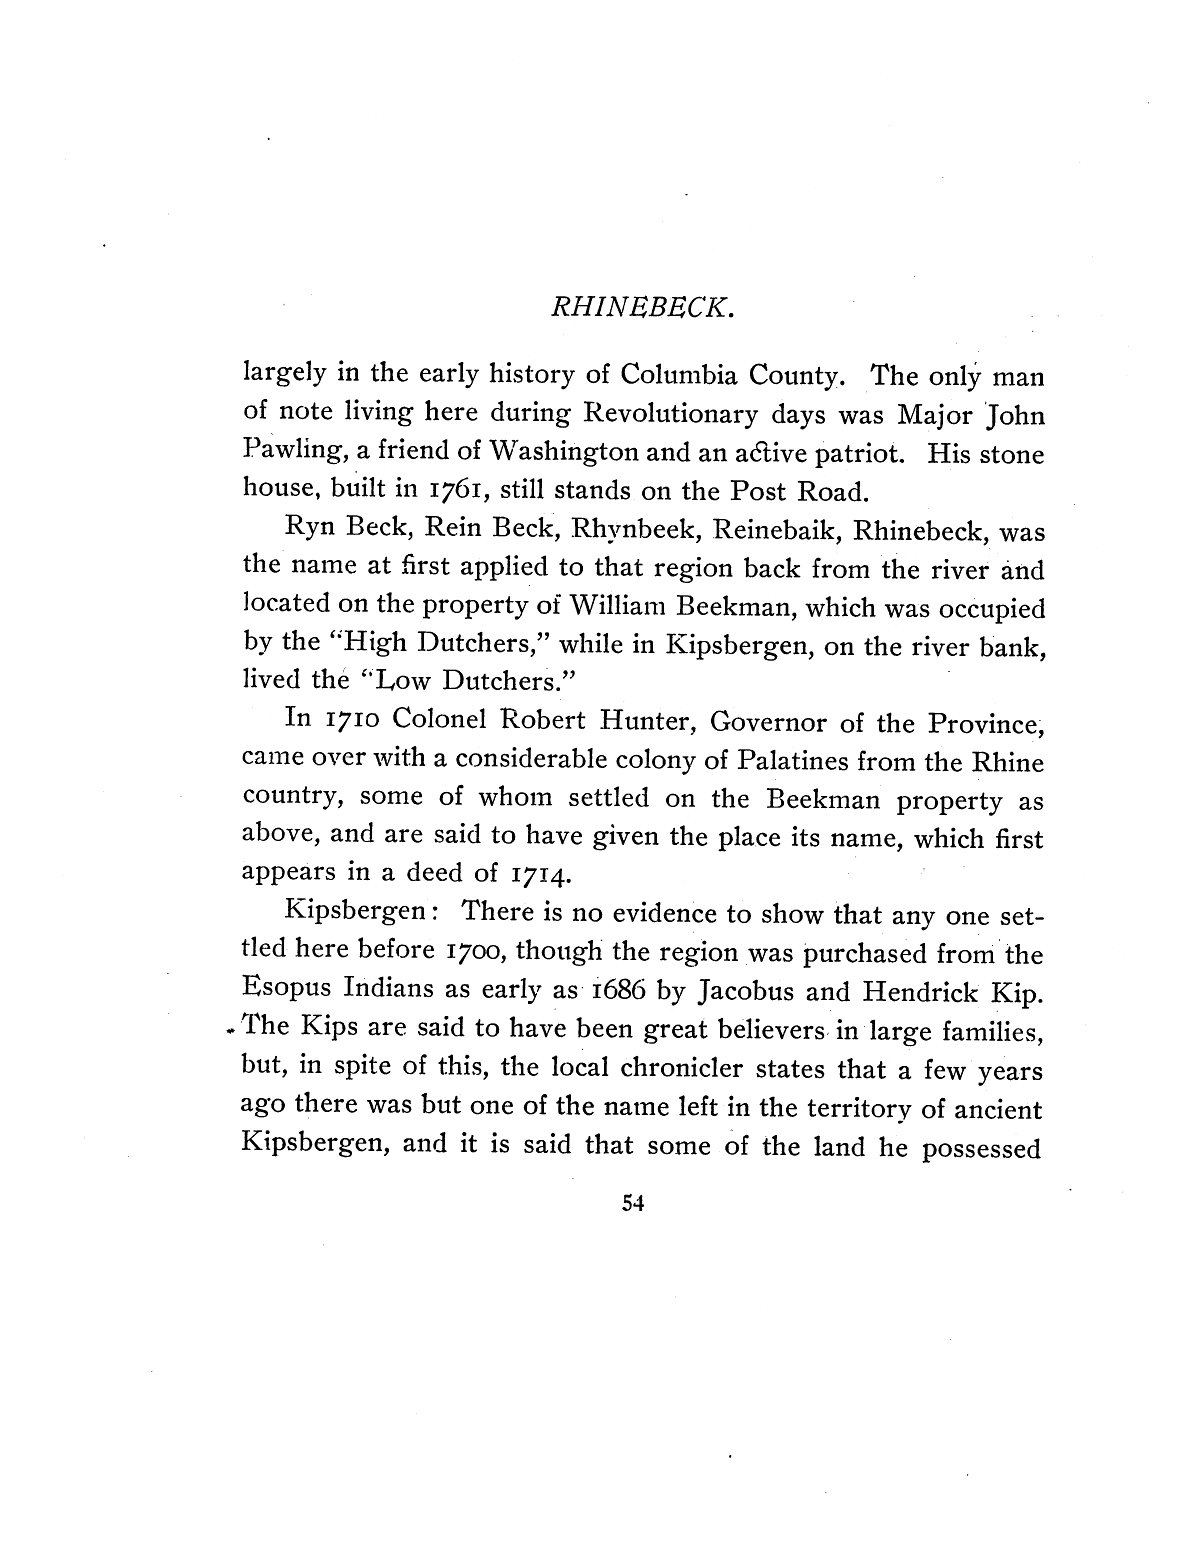 RHINEBECK.
largely in the early history of Columbia County. The only man
of note living here during Revolutionary days was Major John
Pawling, a friend of Washington and an active patriot. His stone
house, built in 1761, still stands on the Post Road.
Ryn Beck, Rein Beck, Rhynbeek, Reinebaik, Rhinebeck, was
the name at first applied to that region back from the river and
located on the property of William Beekman, which was occupied
by the “High Dutchers,” while in Kipsbergen, on the river bank,
lived the “Low Dutchers.”
In 1710 Colonel Robert Hunter, Governor of the Province,
came over with a considerable colony of Palatines from the Rhine
country, some of whom settled on the Beekman property as
above, and are said to have given the place its name, which first
appears in a deed of 1714.
Kipsbergen: There is no evidence to show that any one set-
tled here before 1700, though the region was purchased from the
Esopus Indians as early as 1686 by Jacobus and Hendrick Kip.
The Kips are said to have been great believers in large families,
but, in spite of this, the local chronicler states that a few years
ago there was but one of the name left in the territory of ancient
Kipsbergen, and it is said that some of the land he possessed
54